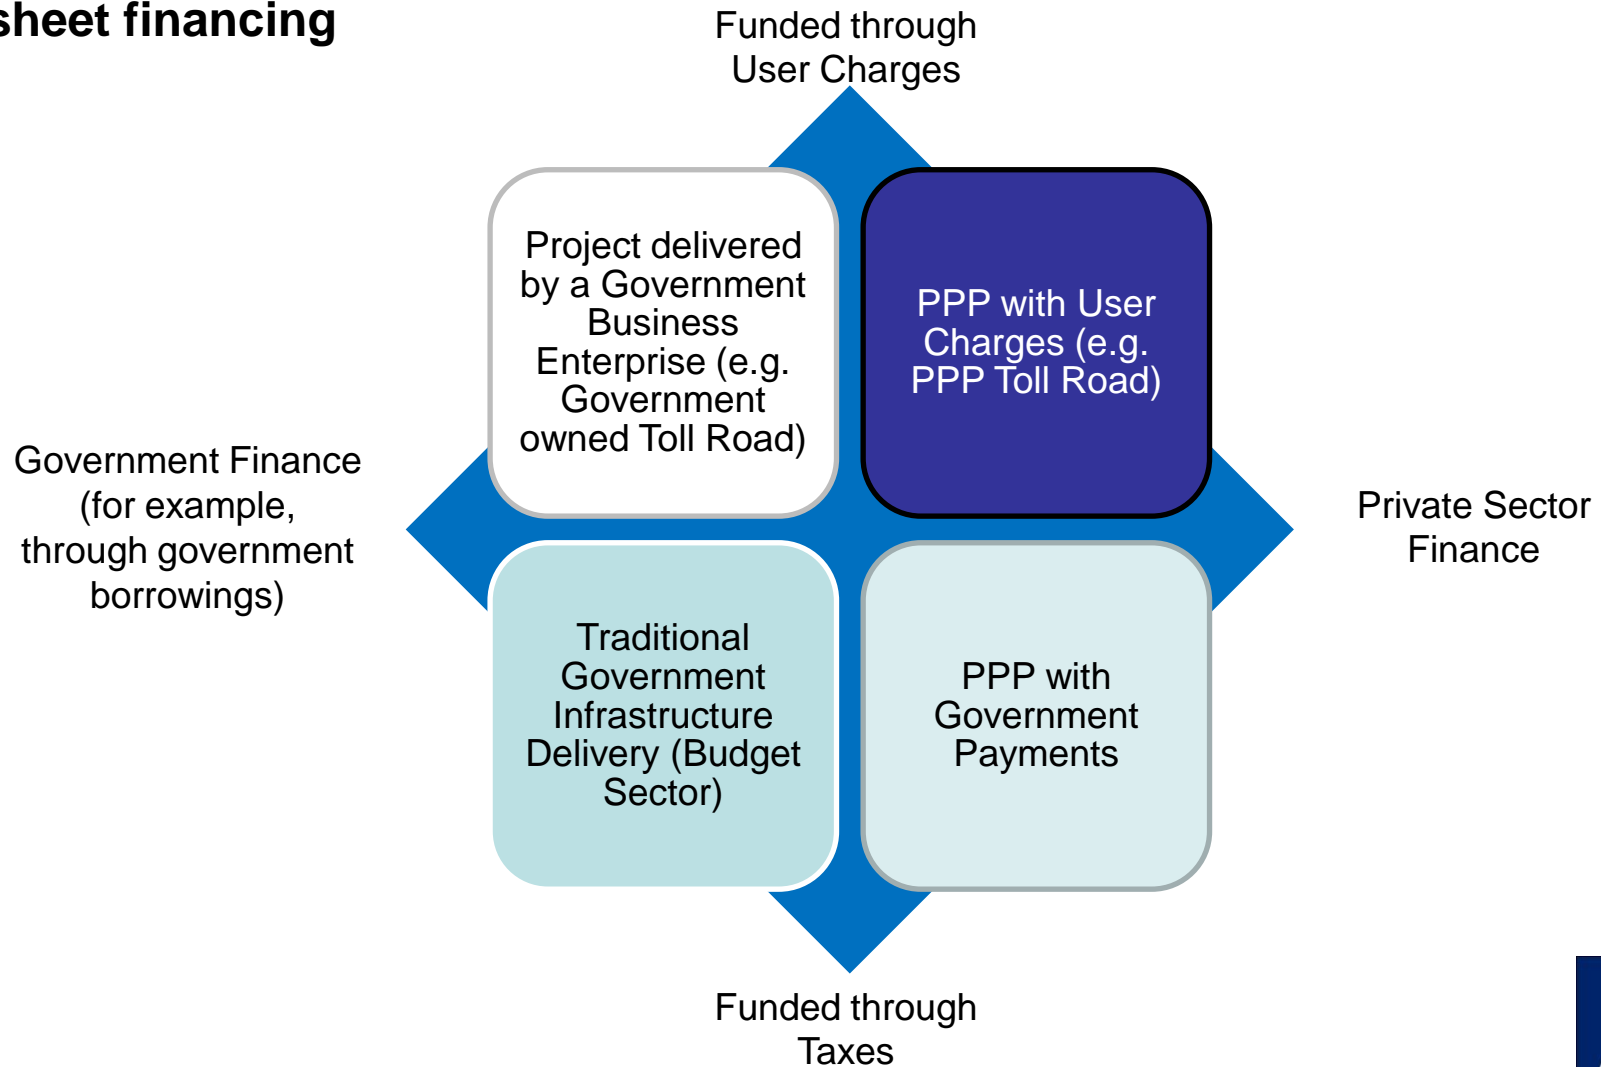 sheet financing
Funded through
User Charges
Project delivered
by a Government
Business
Enterprise (e.g.
Government
owned Toll Road)
PPP with User
Charges (e.g.
PPP Toll Road)
Government Finance
(for example,
through government
borrowings)
Private Sector
Finance
Traditional
Government
Infrastructure
Delivery (Budget
Sector)
PPP with
Government
Payments
Funded through
Taxes